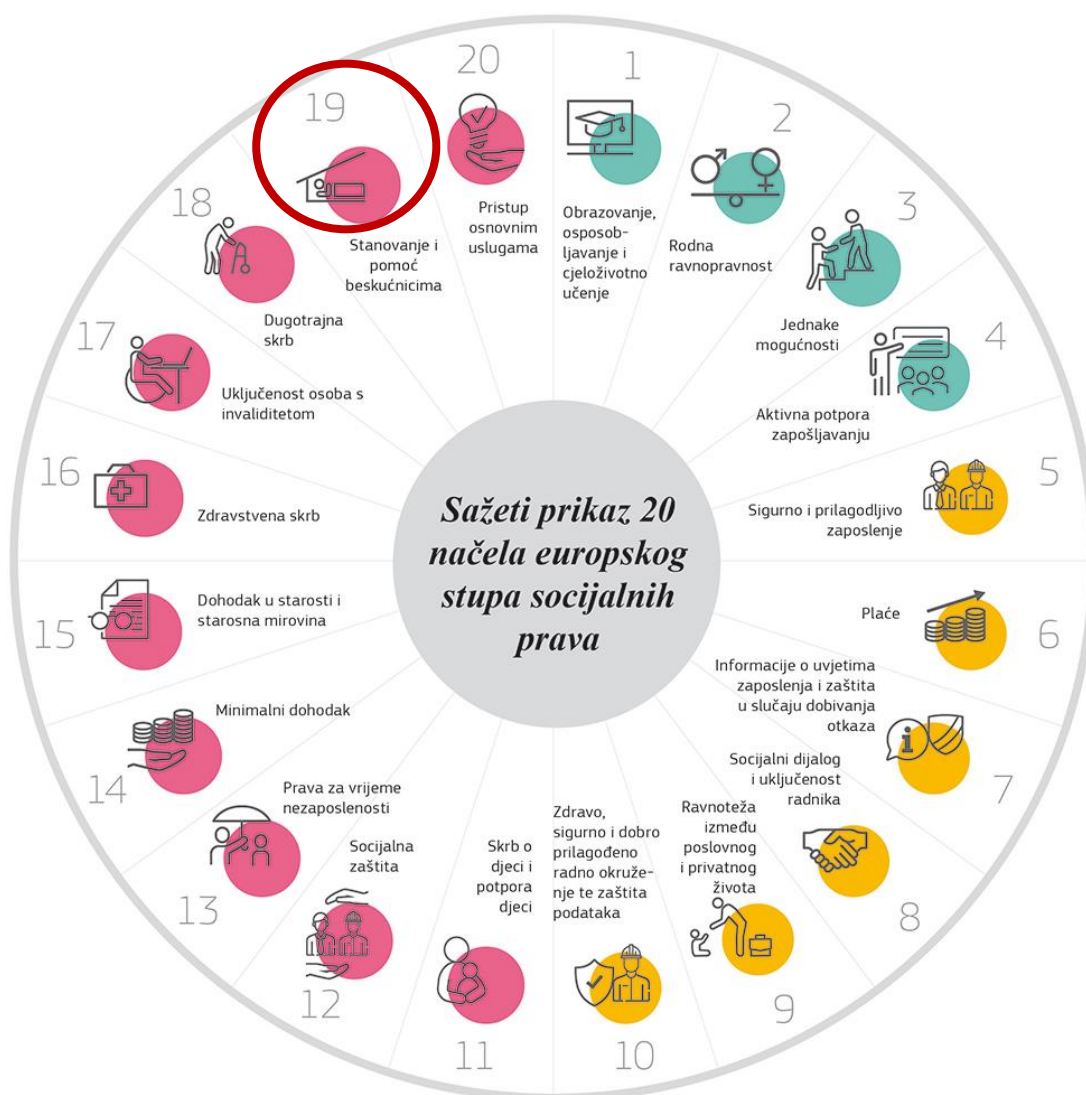 Sažeti prikaz 20
načela europskog
stupa socijalnih
prava
1
Obrazovanje,
osposob-
ljavanje i
cjeloživotno
učenje
2
Rodna
ravnopravnost
3
Jednake
mogućnosti
4
Aktivna potpora
zapošljavanju
5
Sigurno i prilagodljivo
zaposlenje
6
Plaće
7
Informacije o uvjetima
zaposlenja i zaštita
u slučaju dobivanja
otkaza
i
8
Socijalni dijalog
i uključenost
radnika
9
Ravnoteža
između
poslovnog
i privatnog
života
10
Zdravo,
sigurno i dobro
prilagođeno
radno okruže-
nje te zaštita
podataka
11
Skrb o
djeci i
potpora
djeci
12
Socijalna
zaštita
13
Prava za vrijeme
nezaposlenosti
14
Minimalni dohodak
15
Dohodak u starosti i
starosna mirovina
16
Zdravstvena skrb
17
Uključenost osoba s
invaliditetom
18
Dugotrajna
skrb
19
Stanovanje i
pomoć
beskućnicima
20
Pristup
osnovnim
uslugama